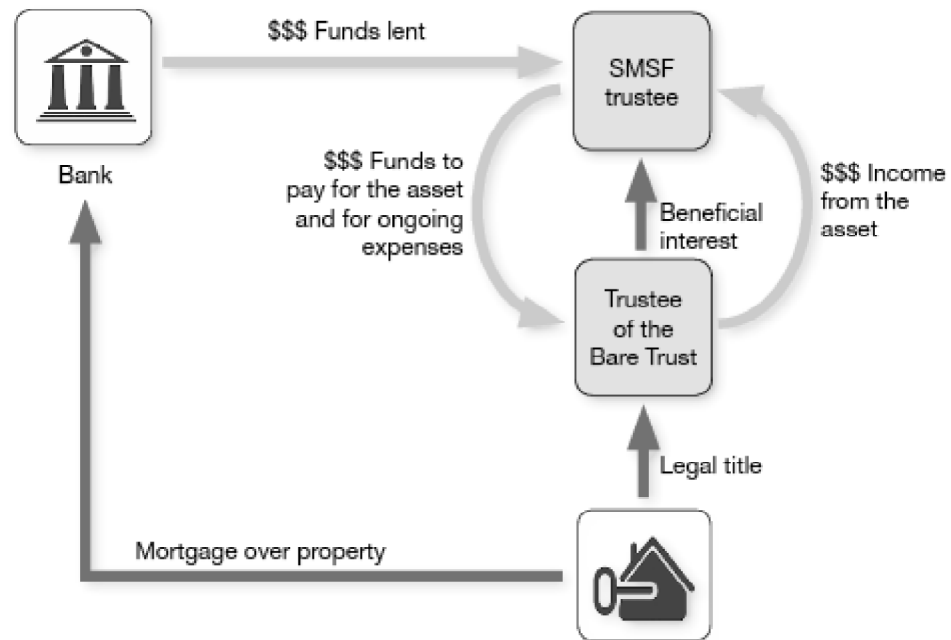 $$$ Funds lent
SMSF
trustee
Bank
$$$ Funds to
pay for the asset
and for ongoing
expenses
Beneficial
interest
$$$ Income
from the
asset
Trustee
of the
Bare Trust
Legal title
Mortgage over property